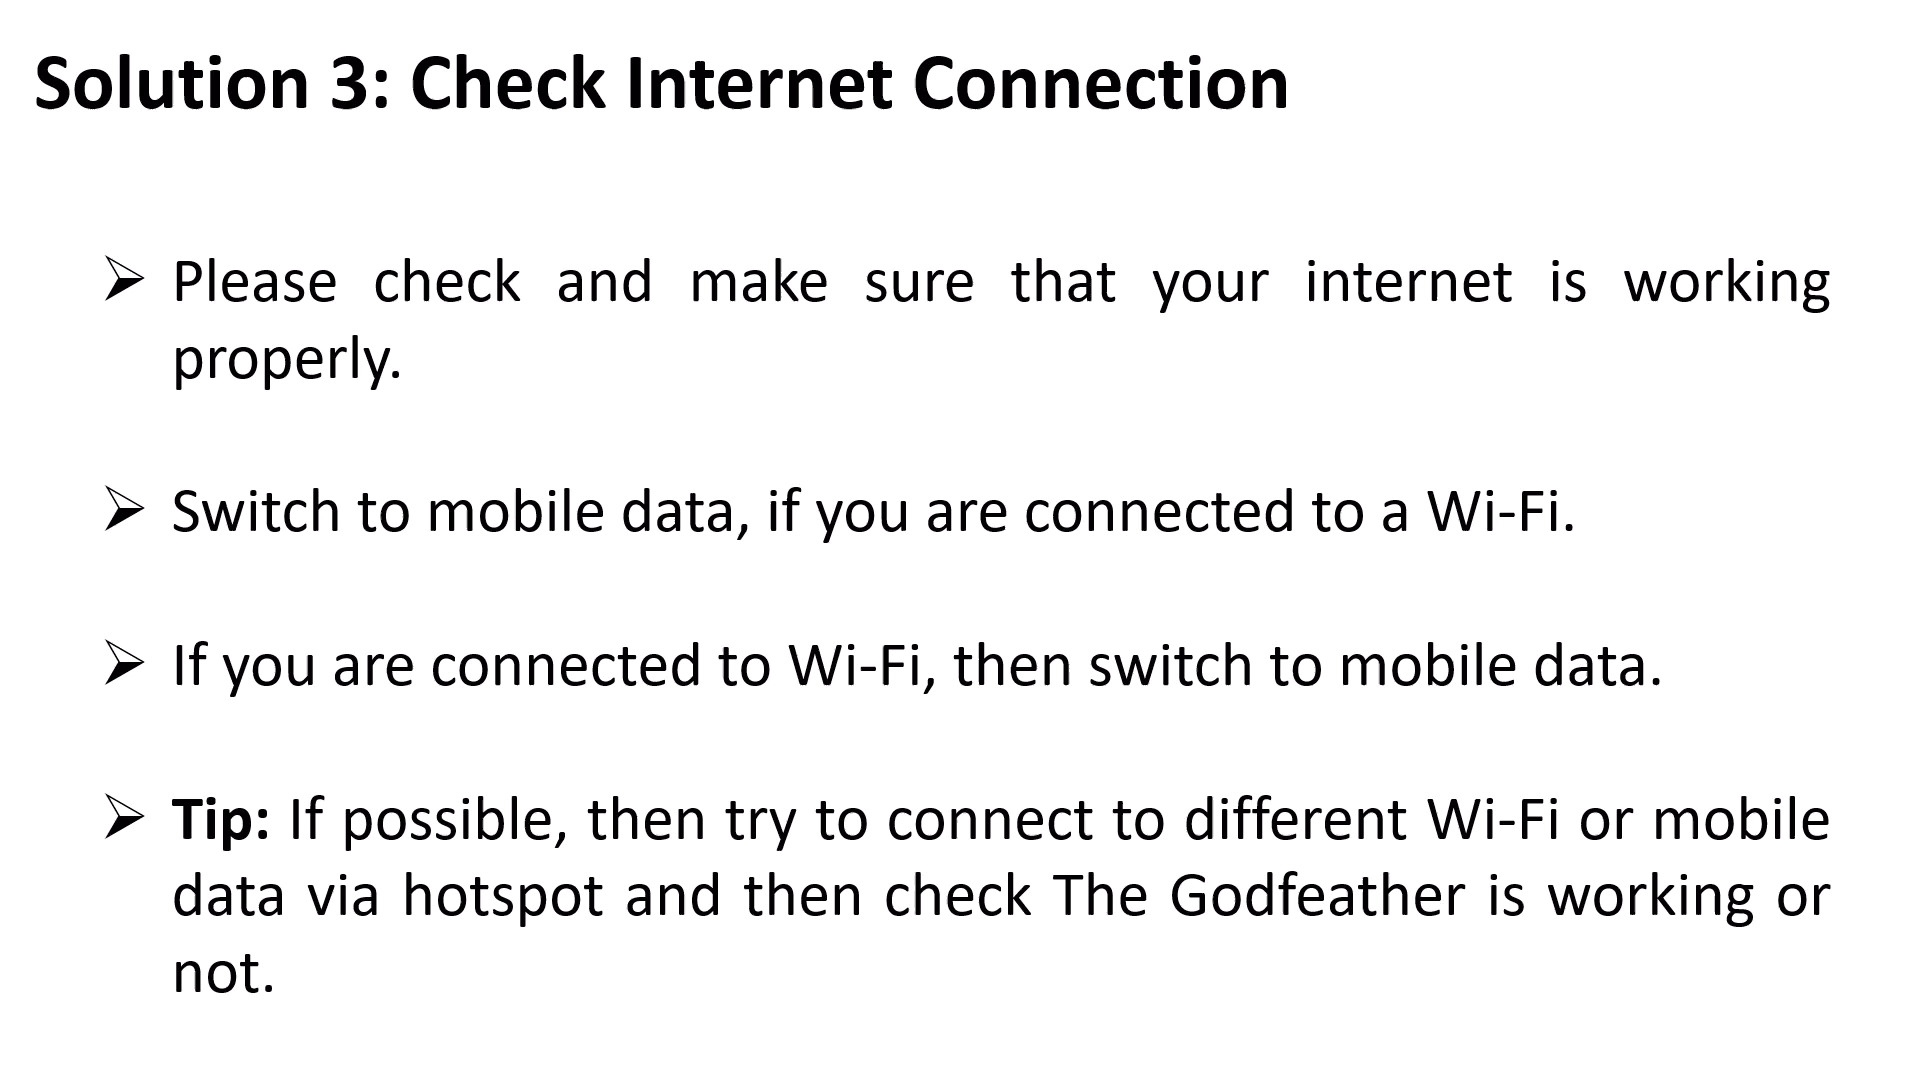 Solution 3: Check Internet Connection
➢ Please check and make sure that your internet is working
properly.
➢ Switch to mobile data, if you are connected to a Wi-Fi.
➢ If you are connected to Wi-Fi, then switch to mobile data.
➢ Tip: If possible, then try to connect to different Wi-Fi or mobile
data via hotspot and then check The Godfeather is working or
not.